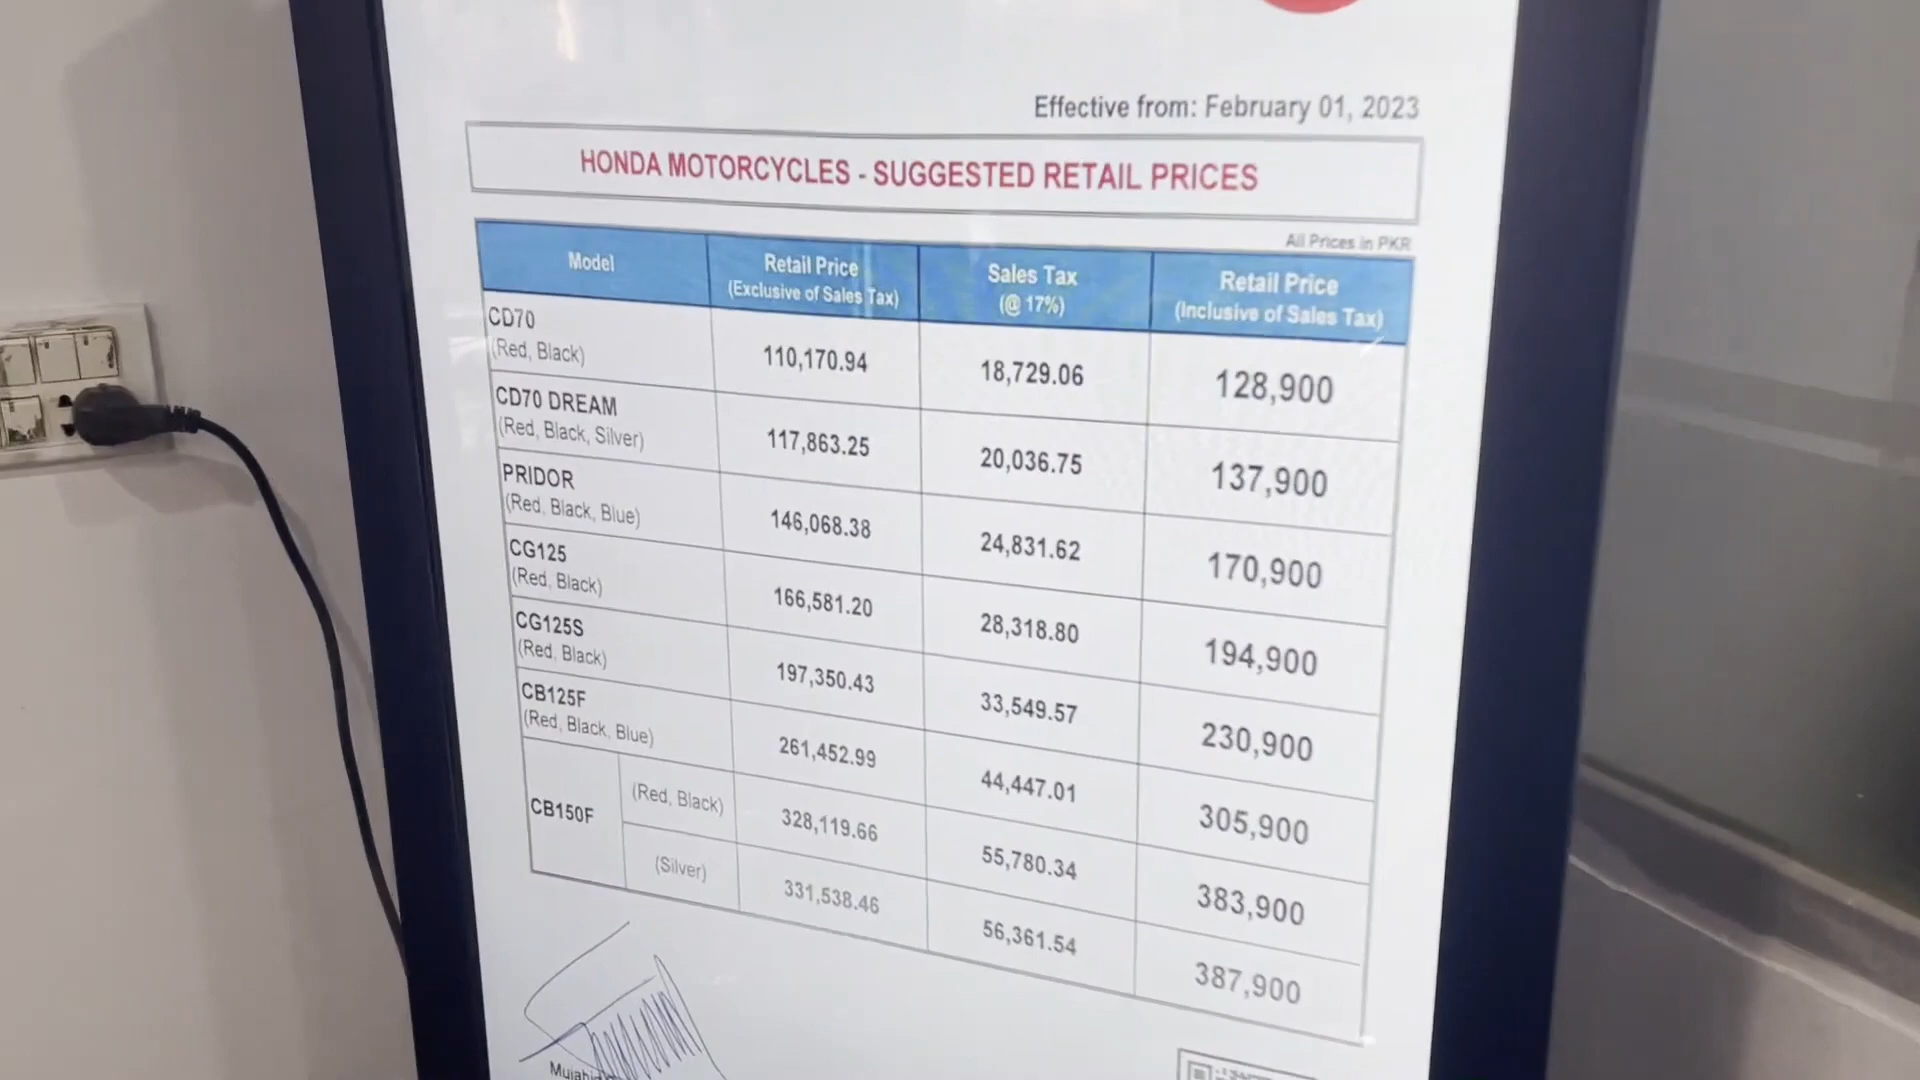 Effective from: February 01, 2023
HONDA MOTORCYCLES - SUGGESTED RETAIL PRICES
All Prices in PKR
Model Retail Price (Exclusive of Sales Tax) Sales Tax (@ 17%) Retail Price (Inclusive of Sales Tax)
CD70 (Red, Black) 110,170.94 18,729.06 128,900
CD70 DREAM (Red, Black, Silver) 117,863.25 20,036.75 137,900
PRIDOR (Red, Black, Blue) 146,068.38 24,831.62 170,900
CG125 (Red, Black) 166,581.20 28,318.80 194,900
CG125S (Red, Black) 197,350.43 33,549.57 230,900
CB125F (Red, Black, Blue) 261,452.99 44,447.01 305,900
CB150F (Red, Black) 328,119.66 55,780.34 383,900
(Silver) 331,538.46 56,361.54 387,900